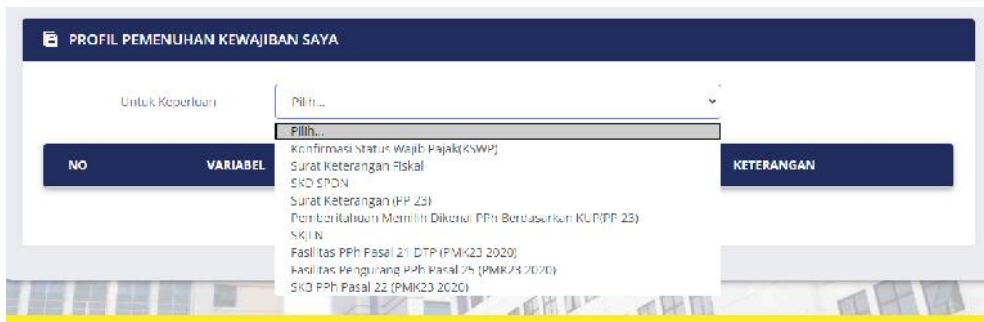 PROFIL PEMENUHAN KEWAJIBAN SAYA
Untuk Keperluan
Pilih...
Pilih...
Konfirmasi Status Wajib Pajak(KSWP)
Surat Keterangan Fiskal
SKD SPDN
Surat Keterangan (PP 23)
Pemberitahuan Memilih Dikenai PPh Berdasarkan KUP(PP 23)
SKJLN
Fasilitas PPh Pasal 21 DTP (PMK23 2020)
Fasilitas Pengurang PPh Pasal 25 (PMK23 2020)
SKB PPh Pasal 22 (PMK23 2020)
NO VARIABEL KETERANGAN